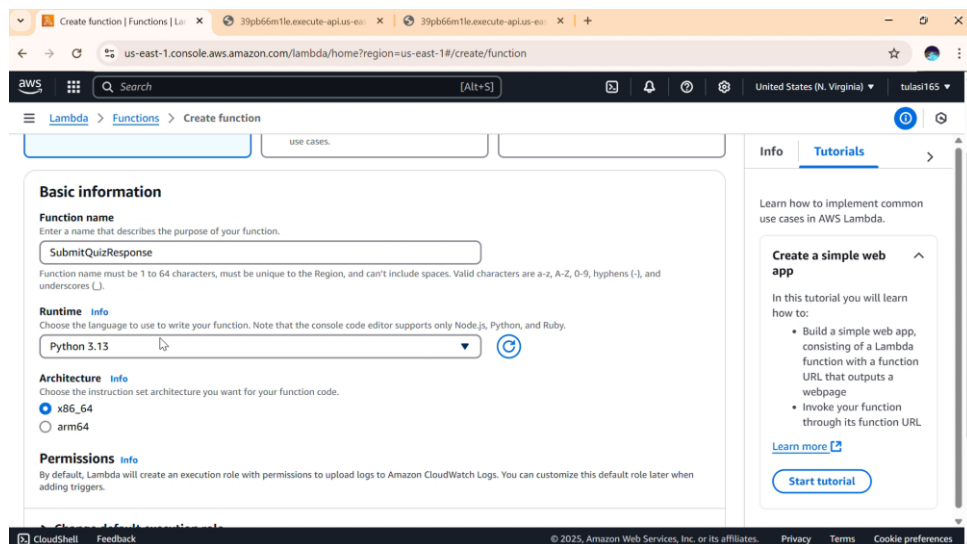 Create function | Functions | La
39pb66m1le.execute-api.us-ea
39pb66m1le.execute-api.us-eas
us-east-1.console.aws.amazon.com/lambda/home?region=us-east-1#/create/function
aws
Search
[Alt+S]
United States (N. Virginia)
tulasi165
Lambda > Functions > Create function
use cases.
Basic information
Function name
Enter a name that describes the purpose of your function.
SubmitQuizResponse
Function name must be 1 to 64 characters, must be unique to the Region, and can't include spaces. Valid characters are a-z, A-Z, 0-9, hyphens (-), and
underscores (_).
Runtime Info
Choose the language to use to write your function. Note that the console code editor supports only Node.js, Python, and Ruby.
Python 3.13
Architecture Info
Choose the instruction set architecture you want for your function code.
x86_64
arm64
Permissions Info
By default, Lambda will create an execution role with permissions to upload logs to Amazon CloudWatch Logs. You can customize this default role later when
adding triggers.
Change default execution role
Info
Tutorials
Learn how to implement common
use cases in AWS Lambda.
Create a simple web
app
In this tutorial you will learn
how to:
• Build a simple web app,
consisting of a Lambda
function with a function
URL that outputs a
webpage
• Invoke your function
through its function URL
Learn more
Start tutorial
CloudShell Feedback
© 2025, Amazon Web Services, Inc. or its affiliates. Privacy Terms Cookie preferences